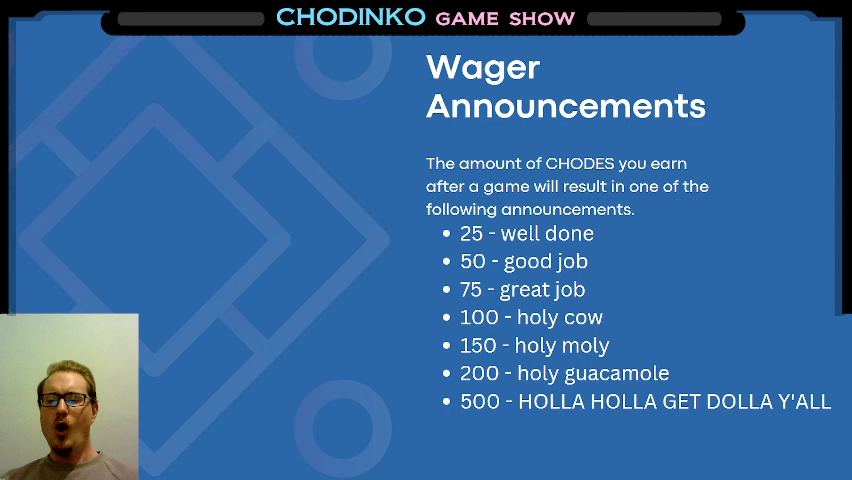 CHODINKO GAME SHOW
Wager
Announcements
The amount of CHODES you earn
after a game will result in one of the
following announcements.
• 25 - well done
• 50 - good job
• 75 - great job
• 100 - holy cow
• 150 - holy moly
• 200 - holy guacamole
• 500 - HOLLA HOLLA GET DOLLA Y'ALL